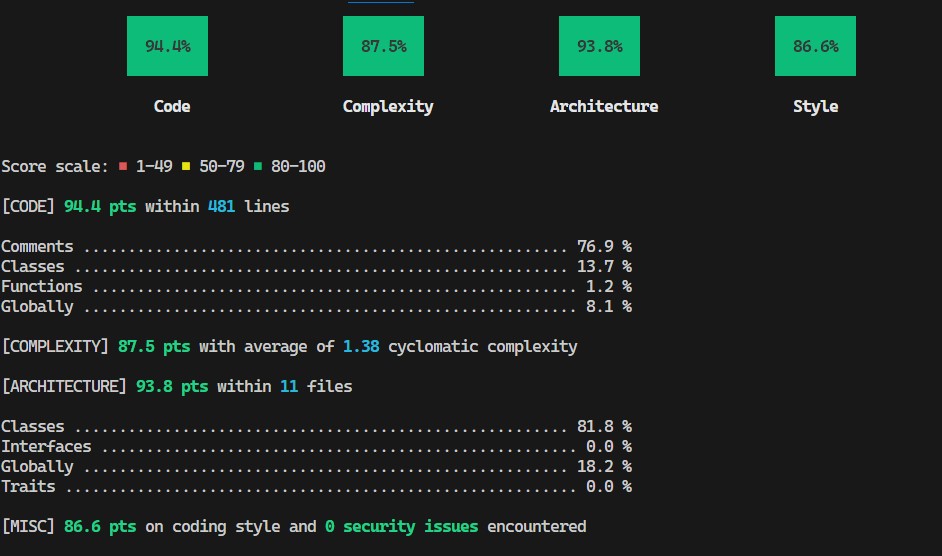 94.4% 87.5% 93.8% 86.6%
Code Complexity Architecture Style
Score scale: ■ 1-49 ■ 50-79 ■ 80-100
[CODE] 94.4 pts within 481 lines
Comments ...................................................... 76.9 %
Classes ....................................................... 13.7 %
Functions ...................................................... 1.2 %
Globally ....................................................... 8.1 %
[COMPLEXITY] 87.5 pts with average of 1.38 cyclomatic complexity
[ARCHITECTURE] 93.8 pts within 11 files
Classes ....................................................... 81.8 %
Interfaces ..................................................... 0.0 %
Globally ...................................................... 18.2 %
Traits ......................................................... 0.0 %
[MISC] 86.6 pts on coding style and 0 security issues encountered